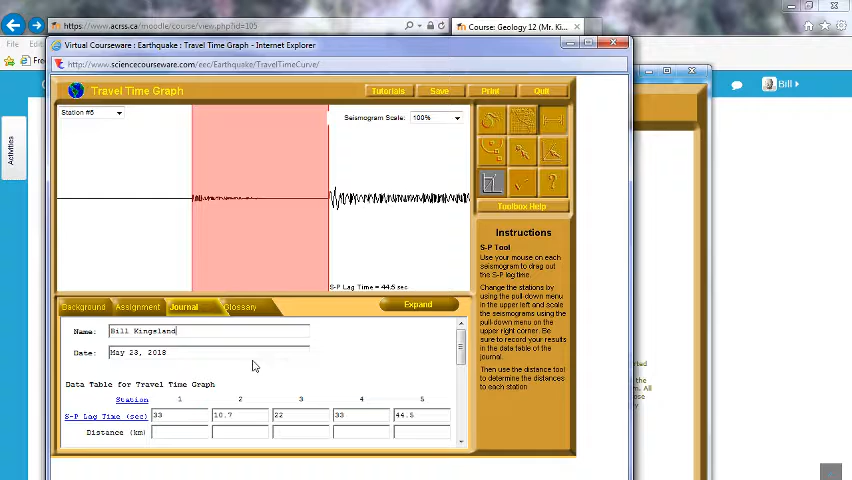 https://www.acrss.ca/moodle/course/view.php?id=105
Course: Geology 12 (Mr. Ki...
File
Ed
Fre
Virtual Courseware : Earthquake : Travel Time Graph - Internet Explorer
http://www.sciencecourseware.com/eec/Earthquake/TravelTimeCurve/
Bill
Activities
Travel Time Graph
Tutorials
Save
Print
Quit
Station #5
Seismogram Scale:
100%
S-P Lag Time = 44.5 sec
Toolbox Help
Instructions
S-P Tool
Use your mouse on each
seismogram to drag out
the S-P lag time.
Change the stations by
using the pull-down menu
in the upper left and scale
the seismograms using the
pull-down menu on the
upper right corner. Be
sure to record your
results in the data table of the
journal.
Then use the distance tool
to determine the distances
to each station
Background
Assignment
Journal
Glossary
Expand
Name:
Bill Kingsland
Date:
May 23, 2018
Data Table for Travel Time Graph
Station 1 2 3 4 5
S-P Lag Time (sec) 33 10.7 22 33 44.5
Distance (km)